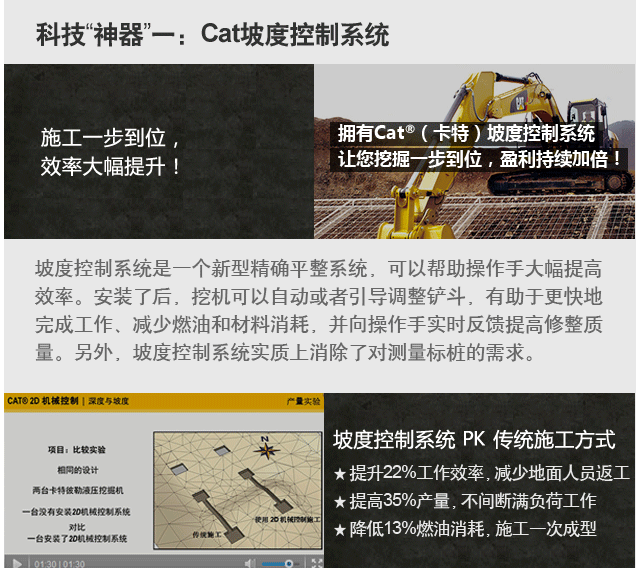 科技“神器”一：Cat坡度控制系统
施工一步到位，
效率大幅提升！
拥有Cat®（卡特）坡度控制系统
让您挖掘一步到位，盈利持续加倍！
坡度控制系统是一个新型精确平整系统，可以帮助操作手大幅提高
效率。安装了后，挖机可以自动或者引导调整铲斗，有助于更快地
完成工作、减少燃油和材料消耗，并向操作手实时反馈提高修整质
量。另外，坡度控制系统实质上消除了对测量标桩的需求。
CAT® 2D 机械控制 | 深度与坡度
产量实验
项目：比较实验
相同的设计
两台卡特彼勒液压挖掘机
一台没有安装2D机械控制系统
对比
一台安装了2D机械控制系统
N
使用 2D 机械控制施工
传统施工
01:30 | 01:30
坡度控制系统 PK 传统施工方式
★ 提升22%工作效率，减少地面人员返工
★ 提高35%产量，不间断满负荷工作
★ 降低13%燃油消耗，施工一次成型